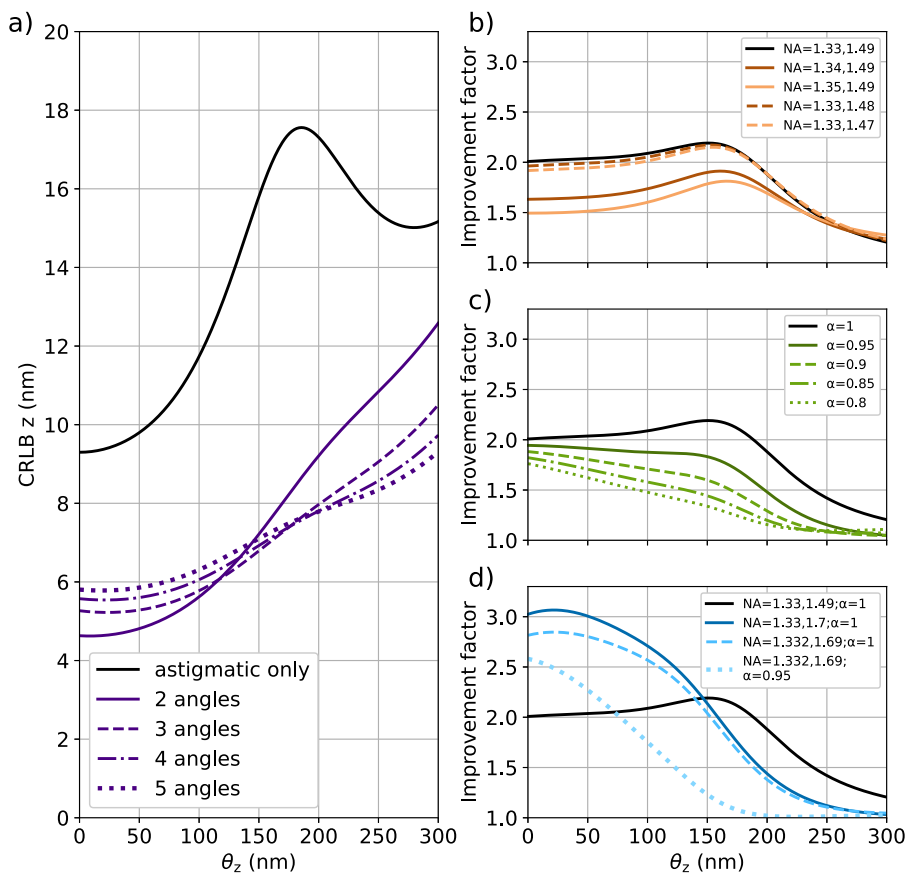 a)
20
18
16
14
12
10
8
6
4
2
0
CRLB z (nm)
astigmatic only
2 angles
3 angles
4 angles
5 angles
0 50 100 150 200 250 300
θz (nm)
b)
3.0
2.5
2.0
1.5
1.0
Improvement factor
NA=1.33,1.49
NA=1.34,1.49
NA=1.35,1.49
NA=1.33,1.48
NA=1.33,1.47
c)
3.0
2.5
2.0
1.5
1.0
Improvement factor
α=1
α=0.95
α=0.9
α=0.85
α=0.8
d)
3.0
2.5
2.0
1.5
1.0
Improvement factor
NA=1.33,1.49;α=1
NA=1.33,1.7;α=1
NA=1.332,1.69;α=1
NA=1.332,1.69;
α=0.95
0 50 100 150 200 250 300
θz (nm)